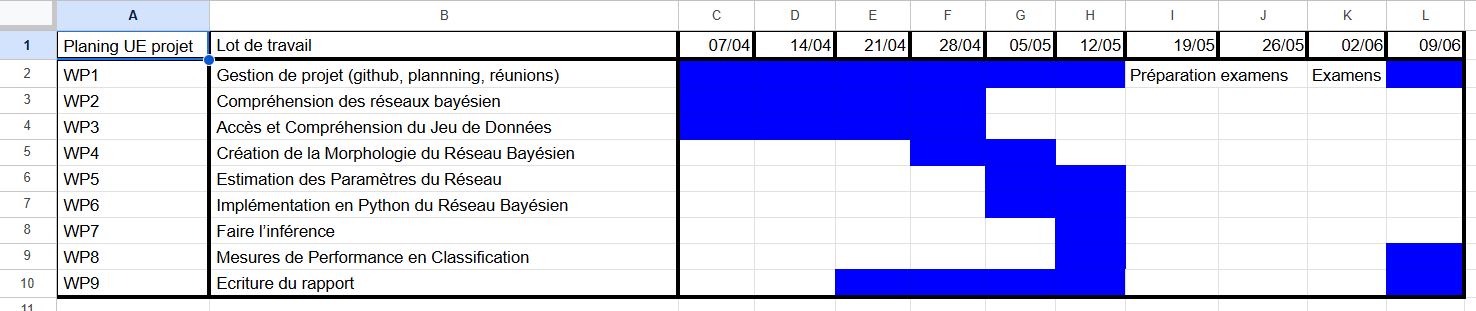 A B C D E F G H I J K L
1 Planing UE projet Lot de travail 07/04 14/04 21/04 28/04 05/05 12/05 19/05 26/05 02/06 09/06
2 WP1 Gestion de projet (github, plannning, réunions) Préparation examens Examens
3 WP2 Compréhension des réseaux bayésien
4 WP3 Accès et Compréhension du Jeu de Données
5 WP4 Création de la Morphologie du Réseau Bayésien
6 WP5 Estimation des Paramètres du Réseau
7 WP6 Implémentation en Python du Réseau Bayésien
8 WP7 Faire l’inférence
9 WP8 Mesures de Performance en Classification
10 WP9 Ecriture du rapport
11